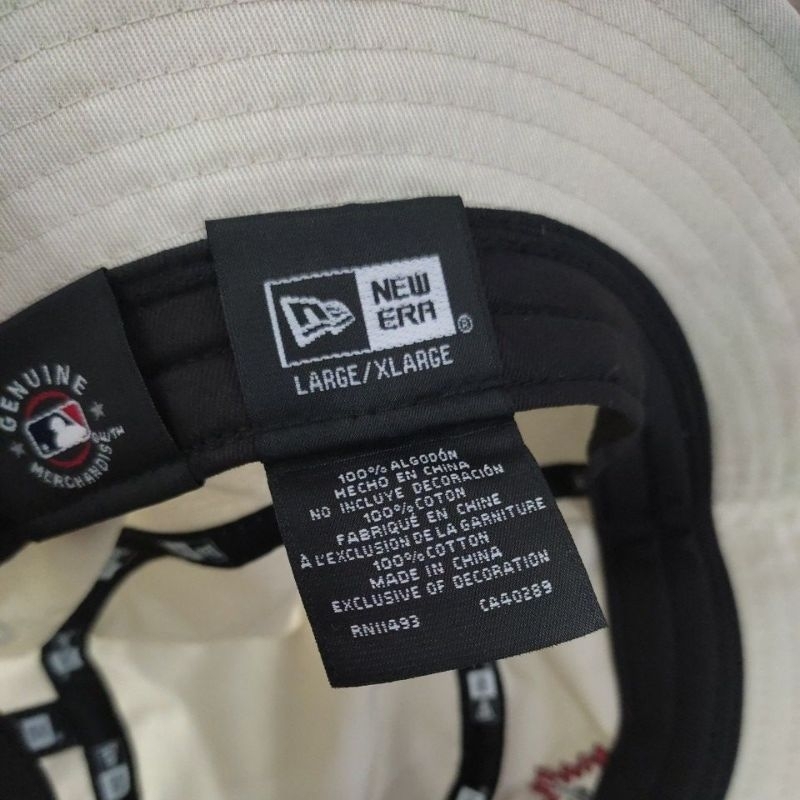 GENUINE
MERCHANDIS
NEW
ERA
®
LARGE/XLARGE
100% ALGODÓN
HECHO EN CHINA
NO INCLUYE DECORACIÓN
100% COTON
FABRIQUÉ EN CHINE
À L'EXCLUSION DE LA GARNITURE
100% COTTON
MADE IN CHINA
EXCLUSIVE OF DECORATION
RN11493 CA40289